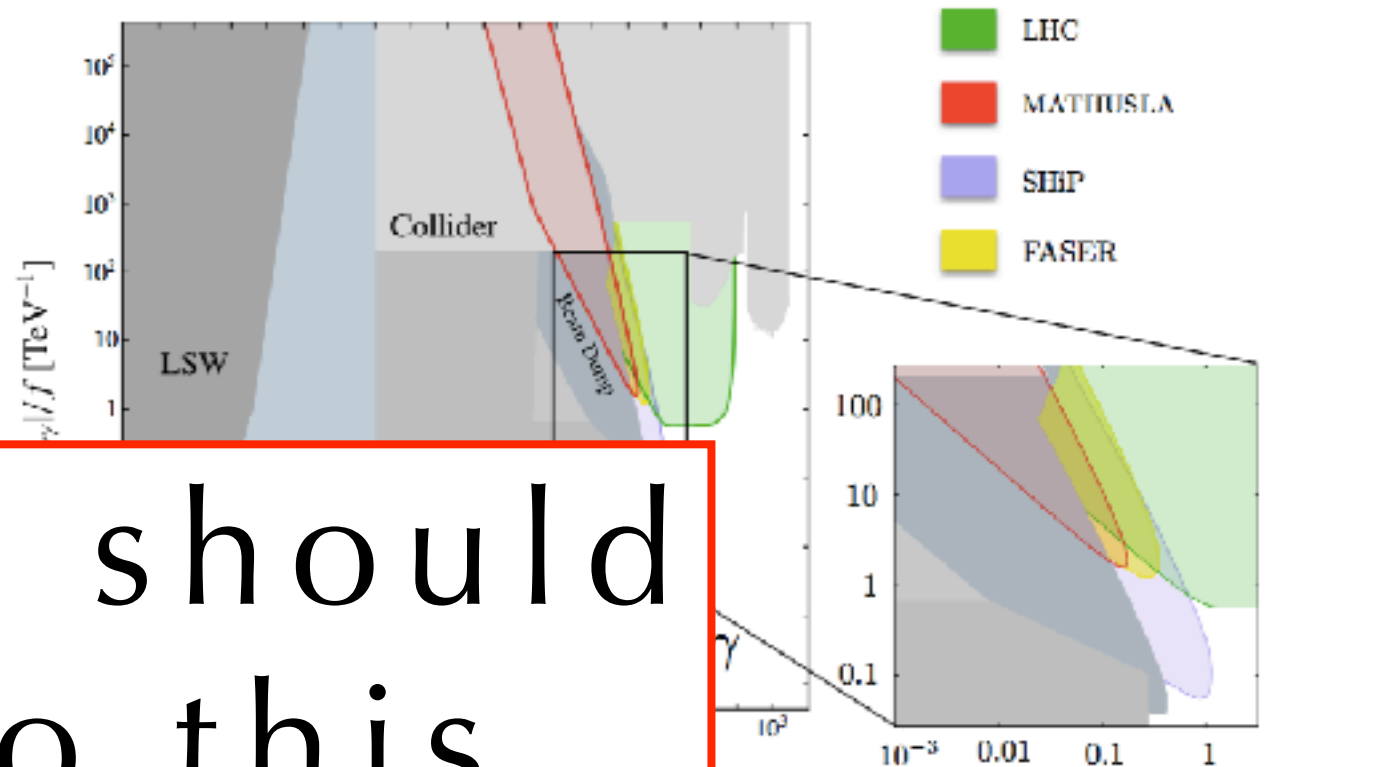 LHC
10⁵
MATHUSLA
10⁴
SHiP
10³
Collider
FASER
10²
γ|/f [TeV⁻¹]
Beam Dump
10
LSW
1
100
10
1
0.1
10⁻³ 0.01 0.1 1
should
γ
10³
o this